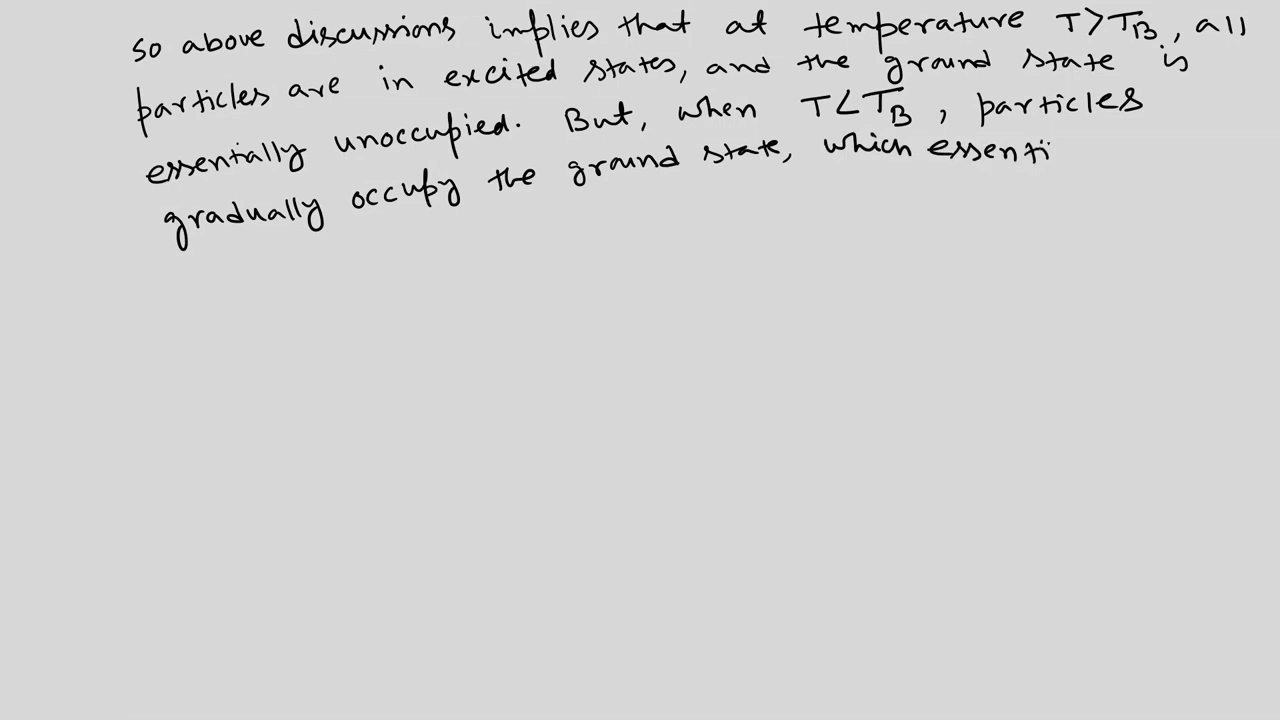 so above discussions implies that at temperature T>T_B, all
particles are in excited states, and the ground state is
essentially unoccupied. But, when T<T_B, particles
gradually occupy the ground state, which essenti